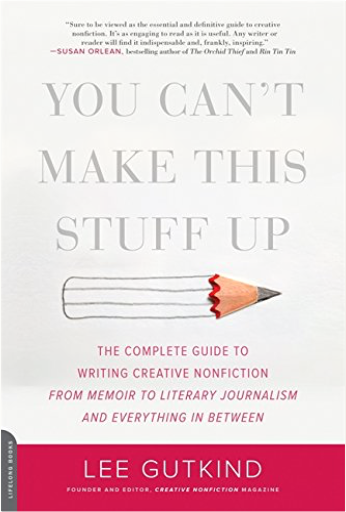 "Sure to be viewed as the essential and definitive guide to creative
nonfiction. It's as engaging to read as it is useful. Any writer or
reader will find it indispensable and, frankly, inspiring."
—SUSAN ORLEAN, bestselling author of The Orchid Thief and Rin Tin Tin
YOU CAN'T
MAKE THIS
STUFF UP
THE COMPLETE GUIDE TO
WRITING CREATIVE NONFICTION
FROM MEMOIR TO LITERARY JOURNALISM
AND EVERYTHING IN BETWEEN
LIFELONG BOOKS
LEE GUTKIND
FOUNDER AND EDITOR, CREATIVE NONFICTION MAGAZINE